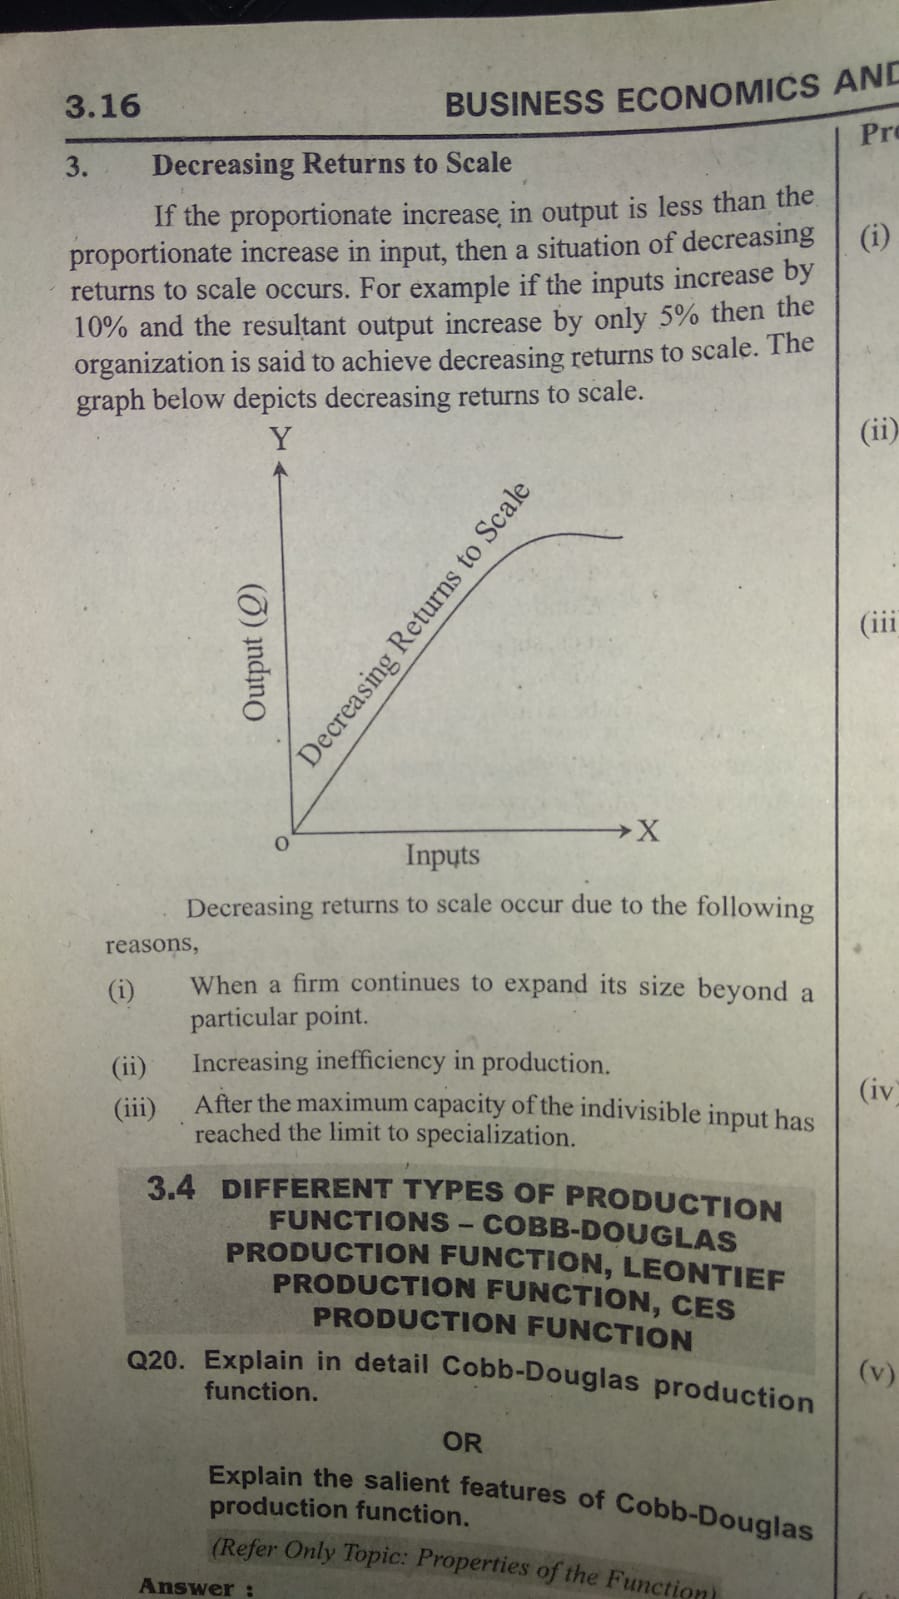 3.16
BUSINESS ECONOMICS AND
3. Decreasing Returns to Scale
If the proportionate increase in output is less than the
proportionate increase in input, then a situation of decreasing
returns to scale occurs. For example if the inputs increase by
10% and the resultant output increase by only 5% then the
organization is said to achieve decreasing returns to scale. The
graph below depicts decreasing returns to scale.
Y
Output (Q)
Decreasing Returns to Scale
O
X
Inputs
Decreasing returns to scale occur due to the following
reasons,
(i) When a firm continues to expand its size beyond a
particular point.
(ii) Increasing inefficiency in production.
(iii) After the maximum capacity of the indivisible input has
reached the limit to specialization.
3.4 DIFFERENT TYPES OF PRODUCTION
FUNCTIONS – COBB-DOUGLAS
PRODUCTION FUNCTION, LEONTIEF
PRODUCTION FUNCTION, CES
PRODUCTION FUNCTION
Q20. Explain in detail Cobb-Douglas production
function.
OR
Explain the salient features of Cobb-Douglas
production function.
(Refer Only Topic: Properties of the Function)
Answer :
(i)
(ii)
(iii
(iv)
(v)